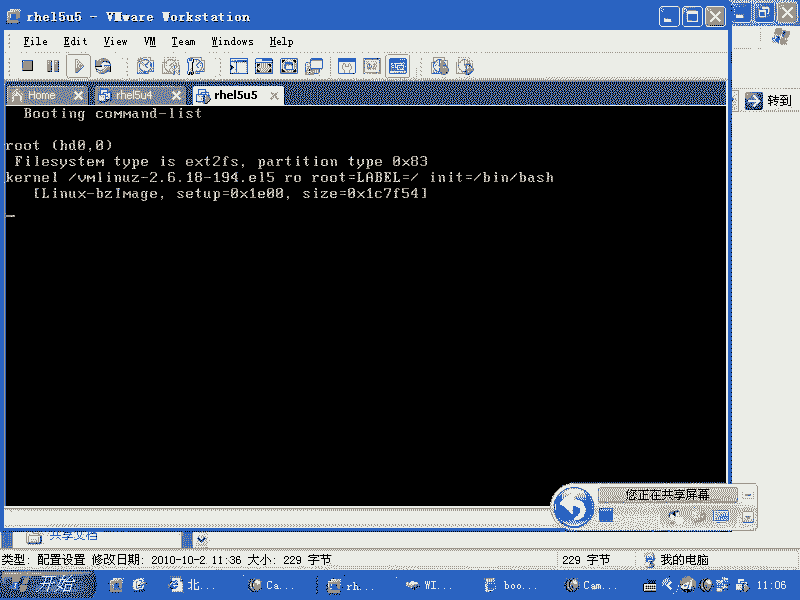 rhel5u5 - VMware Workstation
File Edit View VM Team Windows Help
Home rhel5u4 rhel5u5
转到
Booting command-list
root (hd0,0)
Filesystem type is ext2fs, partition type 0x83
kernel /vmlinuz-2.6.18-194.el5 ro root=LABEL=/ init=/bin/bash
[Linux-bzImage, setup=0x1e00, size=0x1c7f54]
您正在共享屏幕
共享文档
类型: 配置设置 修改日期: 2010-10-2 11:36 大小: 229 字节 229 字节 我的电脑
开始 北... Ca... rh... WI... boo... Cam... 11:06